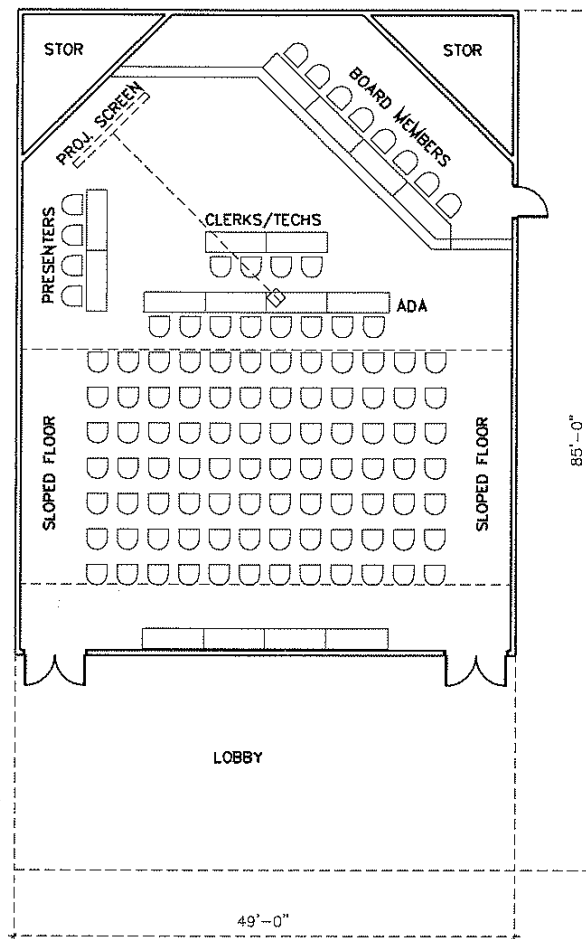 STOR
STOR
BOARD MEMBERS
PROJ. SCREEN
CLERKS/TECHS
PRESENTERS
ADA
SLOPED FLOOR
SLOPED FLOOR
85'-0"
LOBBY
49'-0"